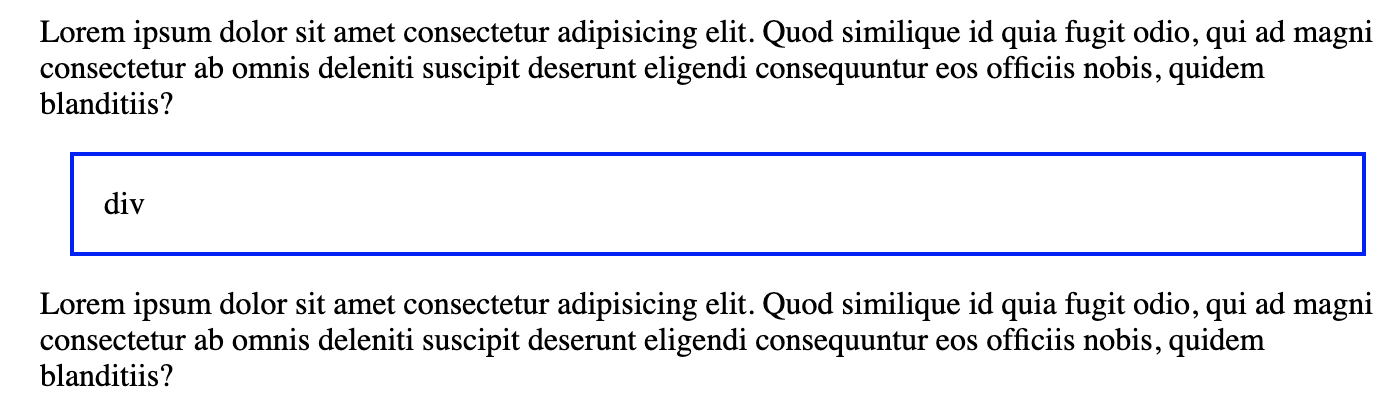 Lorem ipsum dolor sit amet consectetur adipisicing elit. Quod similique id quia fugit odio, qui ad magni
consectetur ab omnis deleniti suscipit deserunt eligendi consequuntur eos officiis nobis, quidem
blanditiis?
div
Lorem ipsum dolor sit amet consectetur adipisicing elit. Quod similique id quia fugit odio, qui ad magni
consectetur ab omnis deleniti suscipit deserunt eligendi consequuntur eos officiis nobis, quidem
blanditiis?